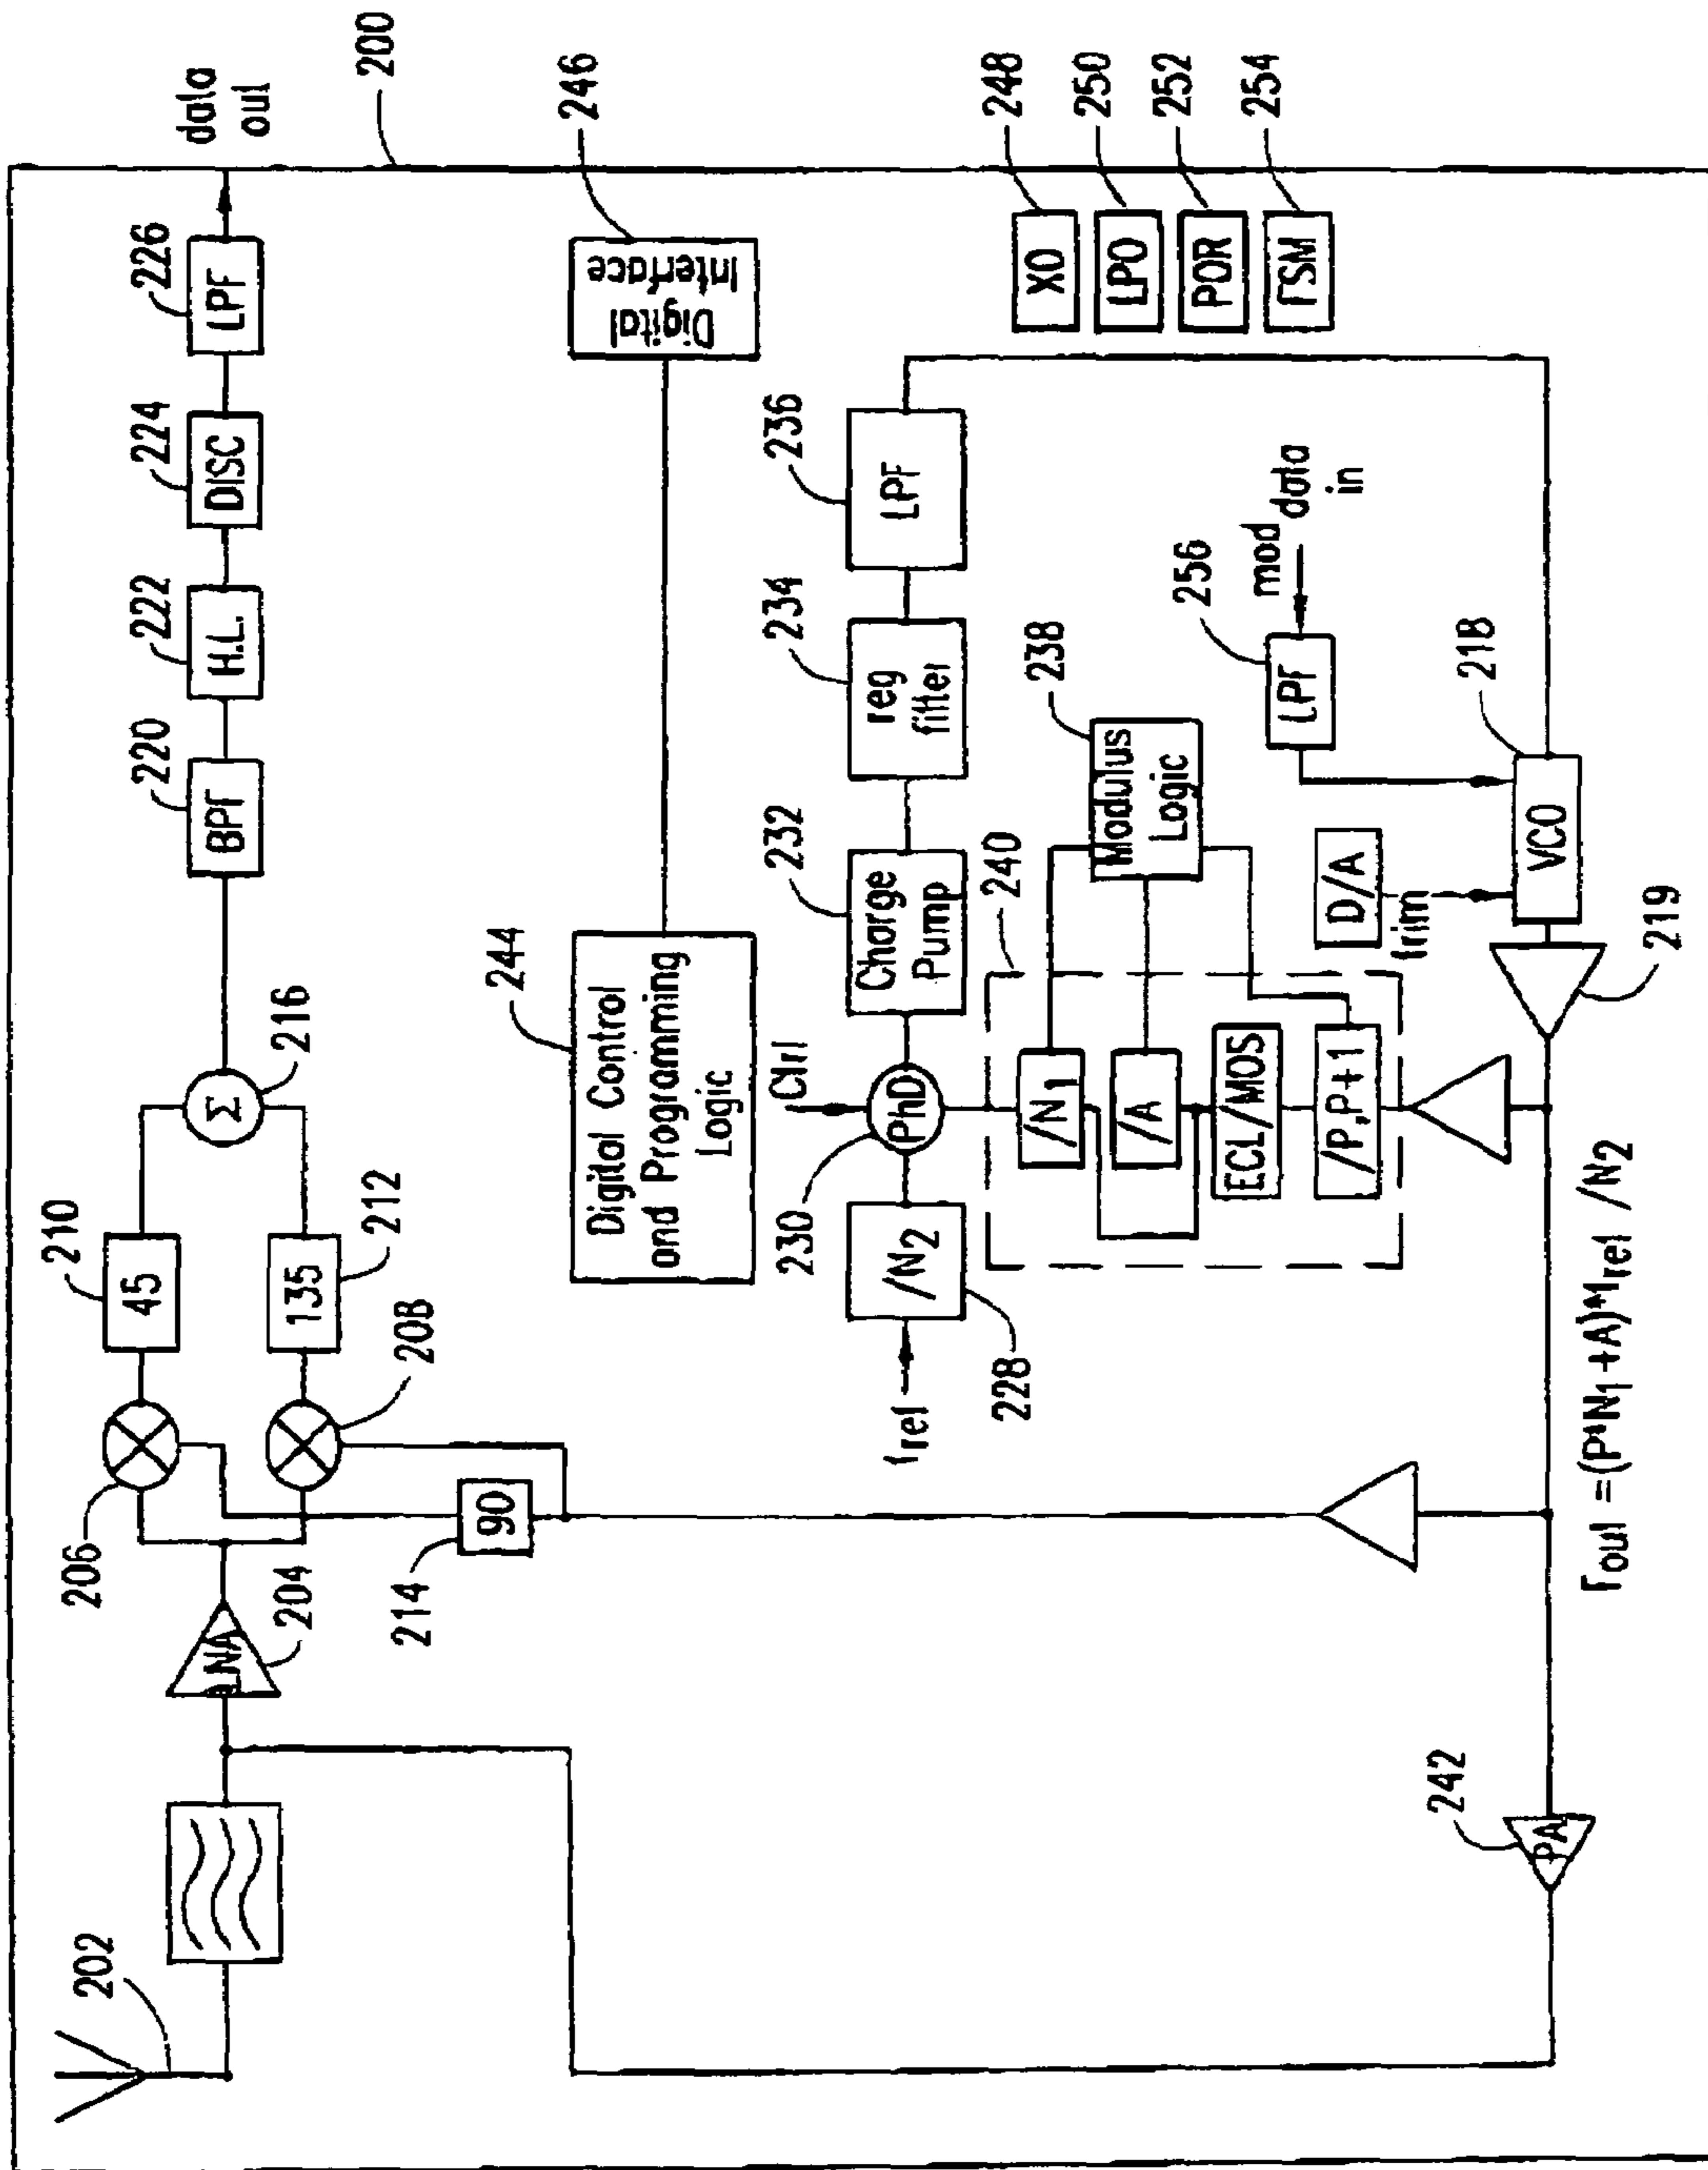 202
206
LNA
204
210
45
135
212
208
214
90
Σ
216
220
BPF
222
H.L.
224
DISC
226
LPF
data
out
200
244
Digital Control
and Programming
Logic
246
Digital
Interface
fref
/N2
228
230
PhD
Ctrl
232
Charge
Pump
234
reg
filter
236
LPF
248
XO
250
LPO
252
POR
254
FSM
240
/N1
/A
ECL/MOS
/P,P+1
238
Modulus
Logic
256
LPF
mod data
in
D/A
trim
218
VCO
219
242
PA
Fout =(P*N1+A)*fref /N2